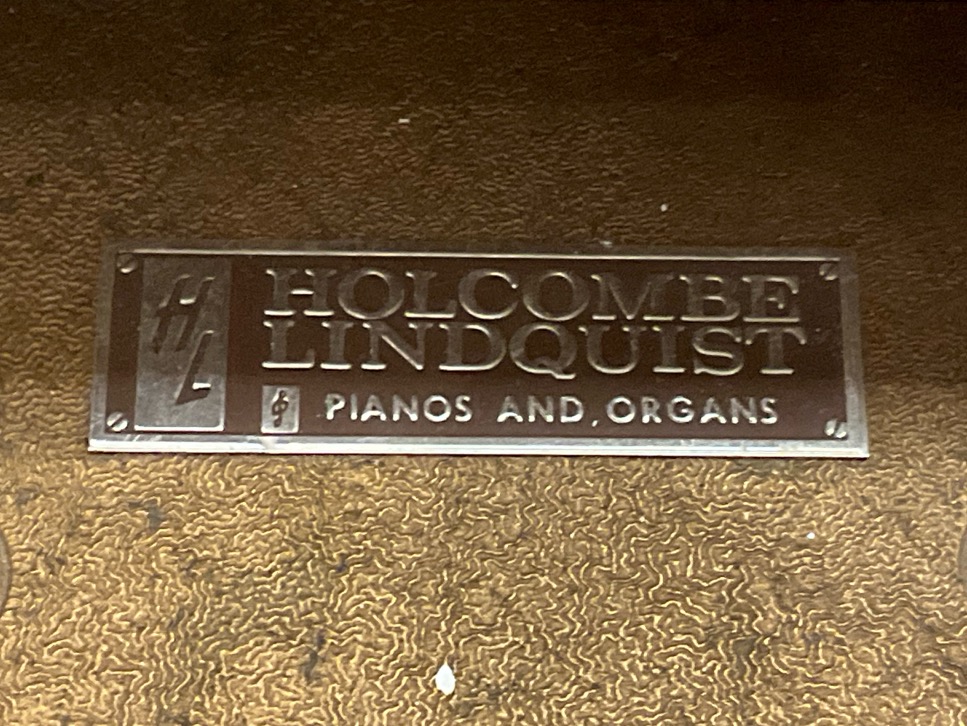 HL
HOLCOMBE
LINDQUIST
PIANOS AND ORGANS